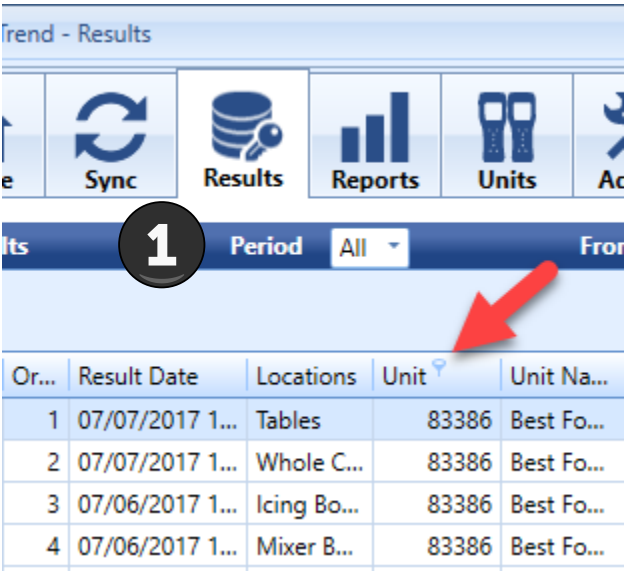 Trend - Results
e Sync Results Reports Units Ad
lts 1 Period All From
Or... Result Date Locations Unit Unit Na...
1 07/07/2017 1... Tables 83386 Best Fo...
2 07/07/2017 1... Whole C... 83386 Best Fo...
3 07/06/2017 1... Icing Bo... 83386 Best Fo...
4 07/06/2017 1... Mixer B... 83386 Best Fo...